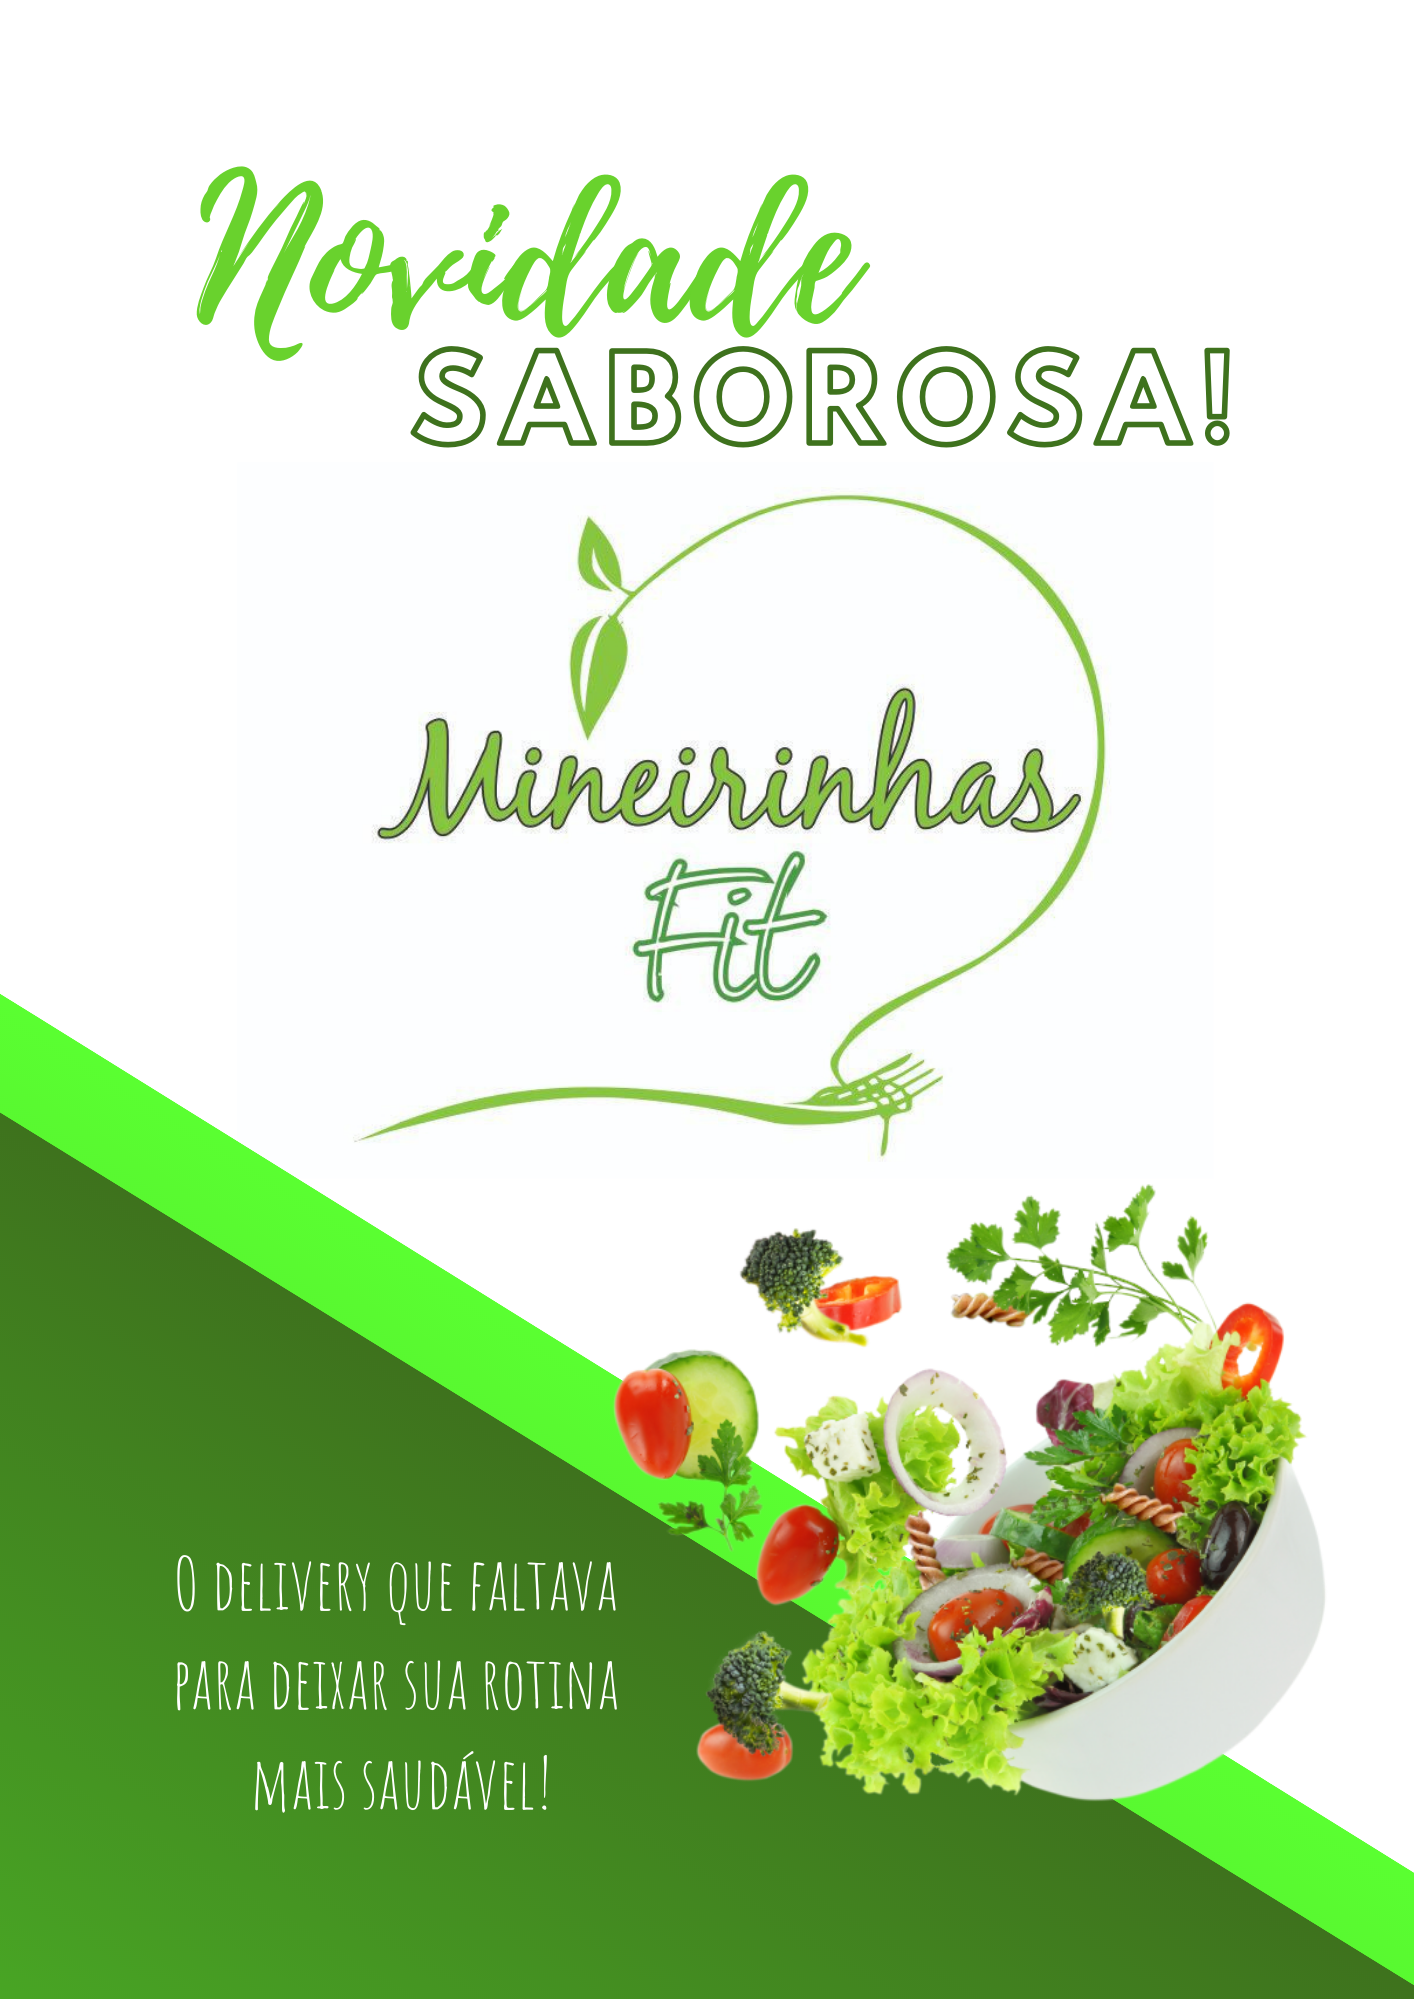 Novidade
SABOROSA!
Mineirinhas
Fit
O DELIVERY QUE FALTAVA
PARA DEIXAR SUA ROTINA
MAIS SAUDÁVEL!